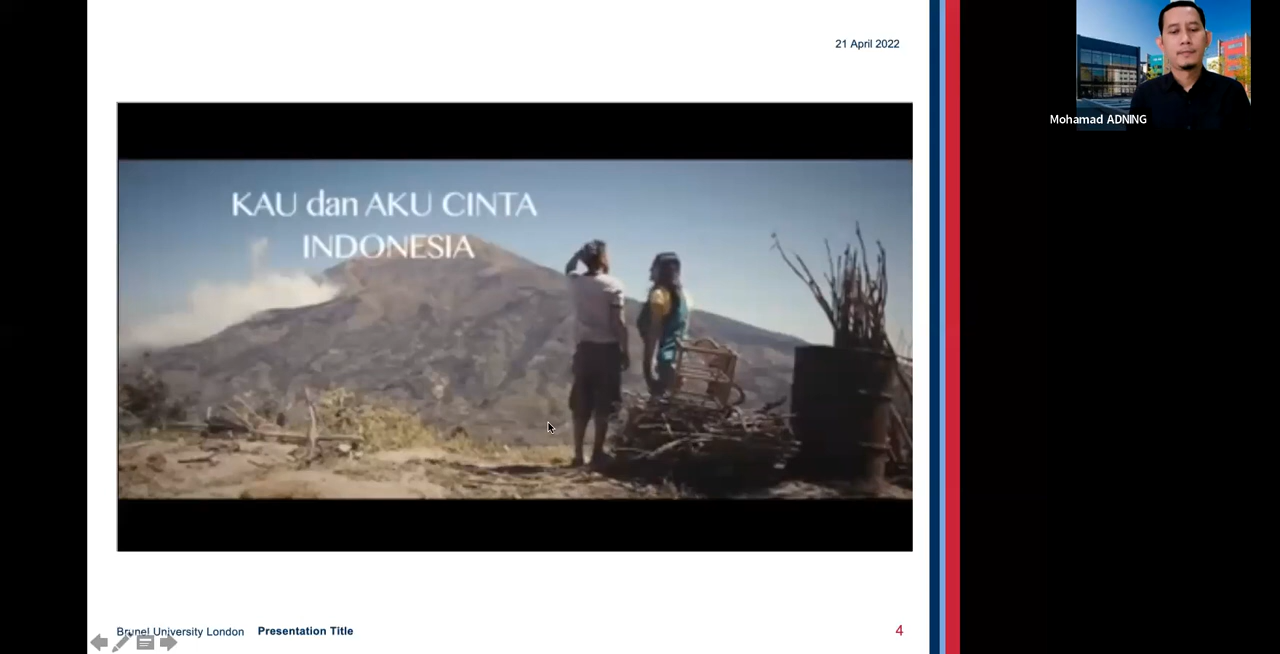 21 April 2022
Mohamad ADNING
KAU dan AKU CINTA
INDONESIA
Brunel University London Presentation Title
4